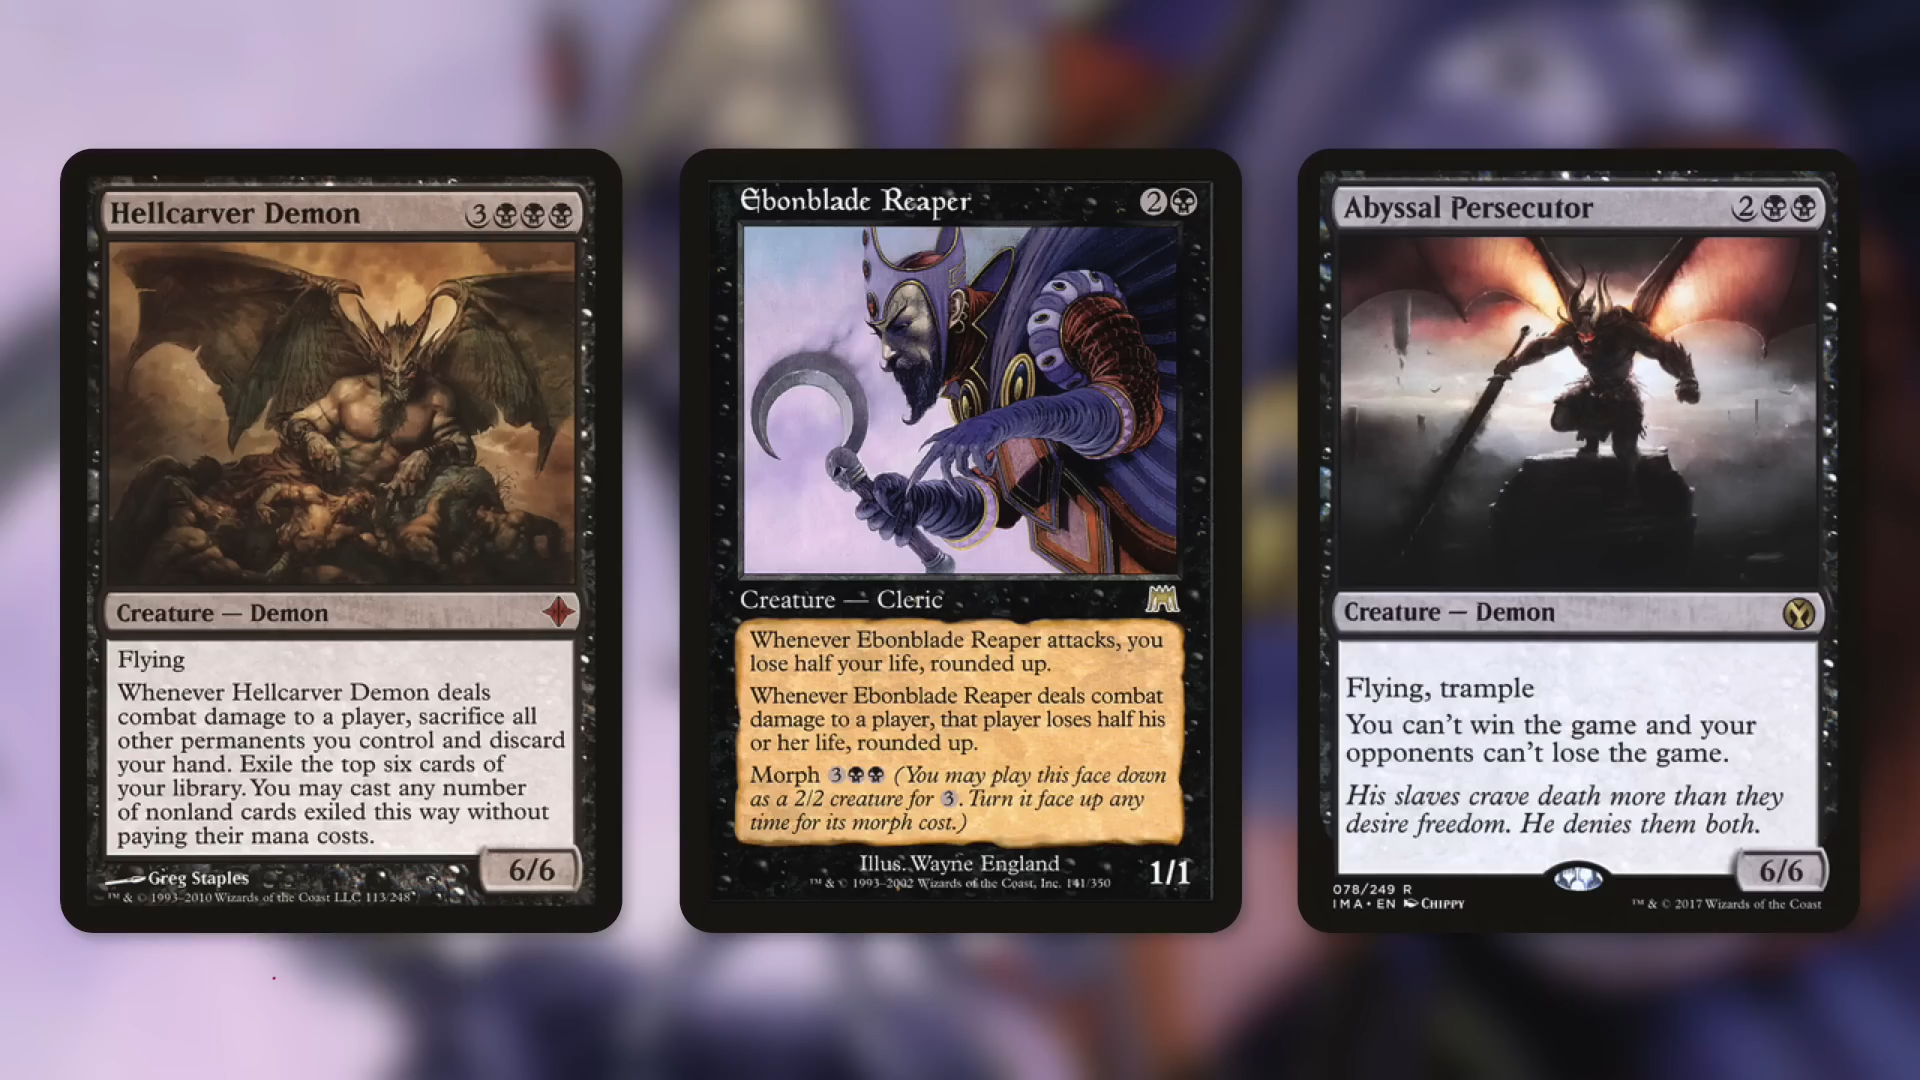 Hellcarver Demon 3
Creature — Demon
Flying
Whenever Hellcarver Demon deals
combat damage to a player, sacrifice all
other permanents you control and discard
your hand. Exile the top six cards of
your library. You may cast any number
of nonland cards exiled this way without
paying their mana costs.
6/6
Greg Staples
™ & © 1993–2010 Wizards of the Coast LLC 113/248
Ebonblade Reaper 2
Creature — Cleric
Whenever Ebonblade Reaper attacks, you
lose half your life, rounded up.
Whenever Ebonblade Reaper deals combat
damage to a player, that player loses half his
or her life, rounded up.
Morph 3 (You may play this face down
as a 2/2 creature for 3. Turn it face up any
time for its morph cost.)
Illus. Wayne England
™ & © 1993–2002 Wizards of the Coast, Inc. 141/350
1/1
Abyssal Persecutor 2
Creature — Demon
Flying, trample
You can't win the game and your
opponents can't lose the game.
His slaves crave death more than they
desire freedom. He denies them both.
6/6
078/249 R
IMA • EN Chippy
™ & © 2017 Wizards of the Coast